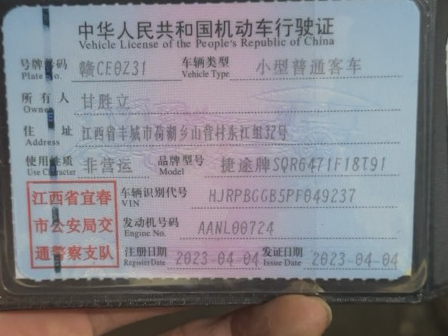 中华人民共和国机动车行驶证
Vehicle License of the People's Republic of China
号牌号码 赣CE0Z31 车辆类型 小型普通客车
Plate No. Vehicle Type
所有人 甘胜立
Owner
住址 江西省丰城市荷湖乡山背村东江组32号
Address
使用性质 非营运 品牌型号 捷途牌SQR6471F18T91
Use Character Model
江西省宜春
市公安局交
通警察支队
车辆识别代号 HJRPBGGB5PF049237
VIN
发动机号码 AANL00724
Engine No.
注册日期 2023-04-04 发证日期 2023-04-04
Register Date Issue Date